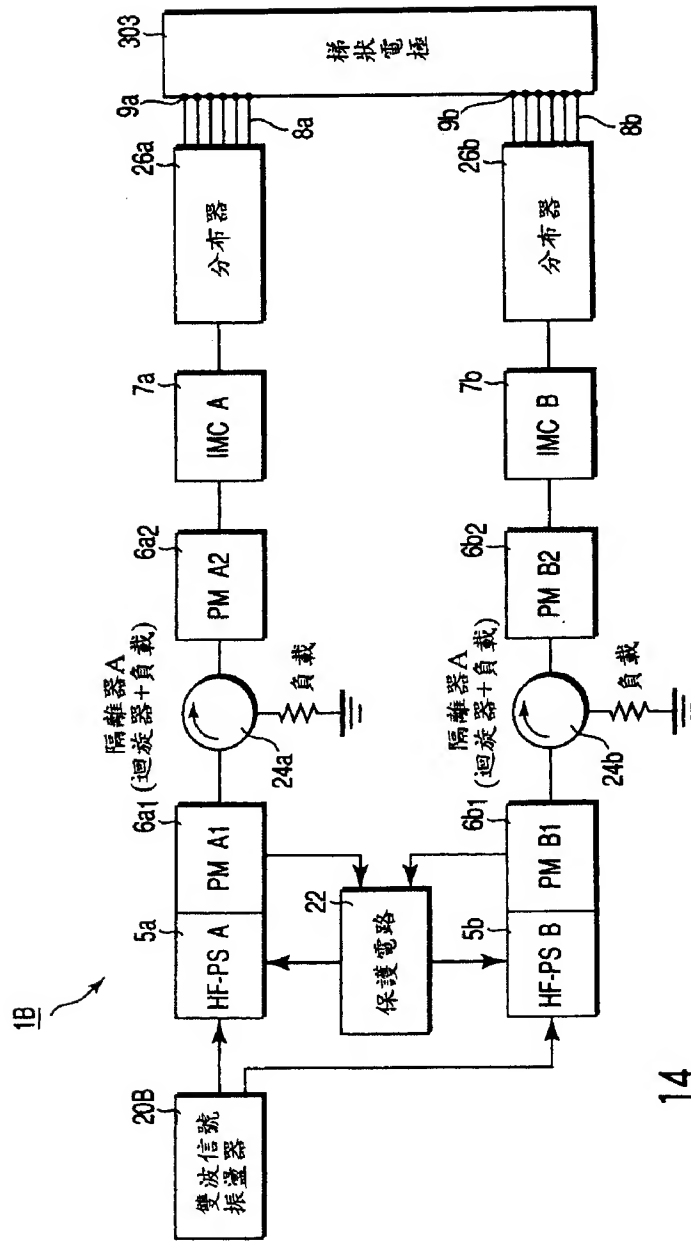 1B
20B
雙波信號
振盪器
5a
HF-PS A
6a1
PM A1
隔離器A
(迴旋器+負載)
24a
負載
6a2
PM A2
7a
IMC A
26a
分布器
9a
8a
303
梯狀電極
22
保護電路
5b
HF-PS B
6b1
PM B1
隔離器A
(迴旋器+負載)
24b
負載
6b2
PM B2
7b
IMC B
26b
分布器
9b
8b
14